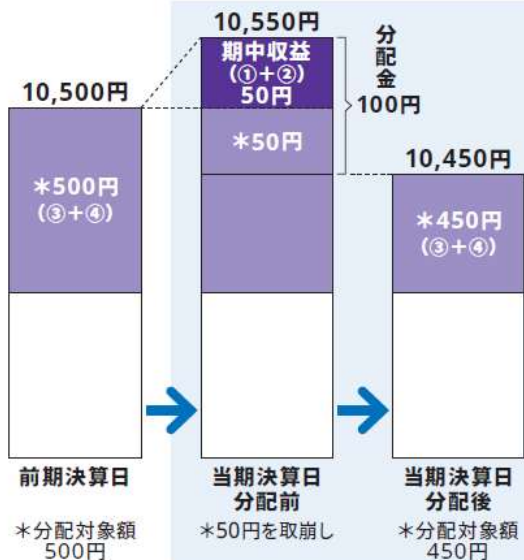 10,500円
＊500円
(③+④)
前期決算日
＊分配対象額
500円
10,550円
期中収益
(①+②)
50円
＊50円
分配金
100円
当期決算日
分配前
＊50円を取崩し
10,450円
＊450円
(③+④)
当期決算日
分配後
＊分配対象額
450円